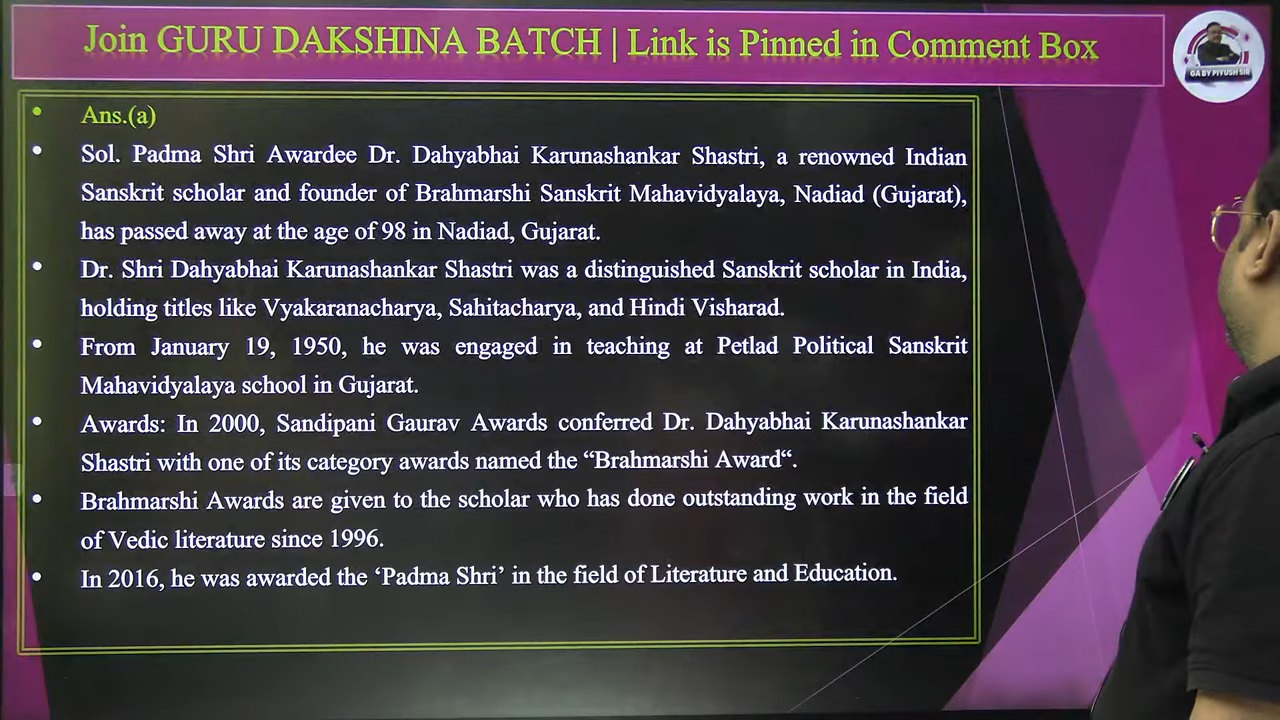 Join GURU DAKSHINA BATCH | Link is Pinned in Comment Box
GA BY PIYUSH SIR
• Ans.(a)
• Sol. Padma Shri Awardee Dr. Dahyabhai Karunashankar Shastri, a renowned Indian
Sanskrit scholar and founder of Brahmarshi Sanskrit Mahavidyalaya, Nadiad (Gujarat),
has passed away at the age of 98 in Nadiad, Gujarat.
• Dr. Shri Dahyabhai Karunashankar Shastri was a distinguished Sanskrit scholar in India,
holding titles like Vyakaranacharya, Sahitacharya, and Hindi Visharad.
• From January 19, 1950, he was engaged in teaching at Petlad Political Sanskrit
Mahavidyalaya school in Gujarat.
• Awards: In 2000, Sandipani Gaurav Awards conferred Dr. Dahyabhai Karunashankar
Shastri with one of its category awards named the “Brahmarshi Award“.
• Brahmarshi Awards are given to the scholar who has done outstanding work in the field
of Vedic literature since 1996.
• In 2016, he was awarded the ‘Padma Shri’ in the field of Literature and Education.